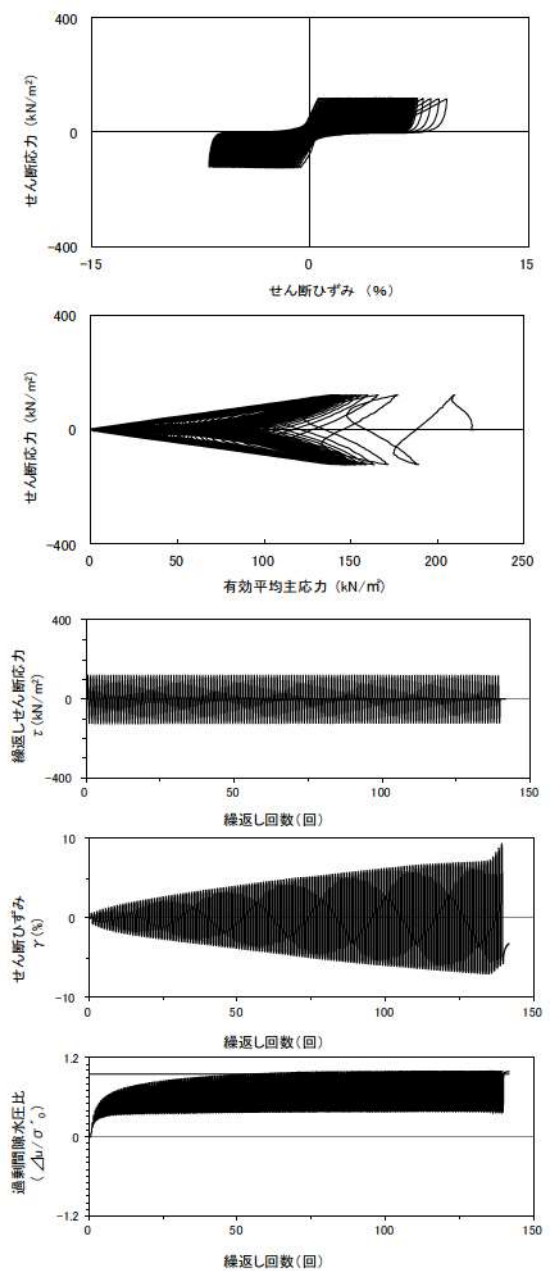 400
せん断応力 (kN/m²)
0
-400
-15
0
15
せん断ひずみ (%)
400
せん断応力 (kN/m²)
0
-400
0
50
100
150
200
250
有効平均主応力 (kN/㎡)
400
繰返しせん断応力
τ (kN/m²)
0
-400
0
50
100
150
繰返し回数(回)
10
せん断ひずみ
γ(%)
0
-10
0
50
100
150
繰返し回数(回)
1.2
過剰間隙水圧比
(⊿u/σ´₀)
0
-1.2
0
50
100
150
繰返し回数(回)